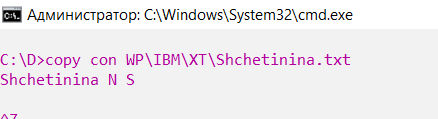 Администратор: C:\Windows\System32\cmd.exe
C:\D>copy con WP\IBM\XT\Shchetinina.txt
Shchetinina N S